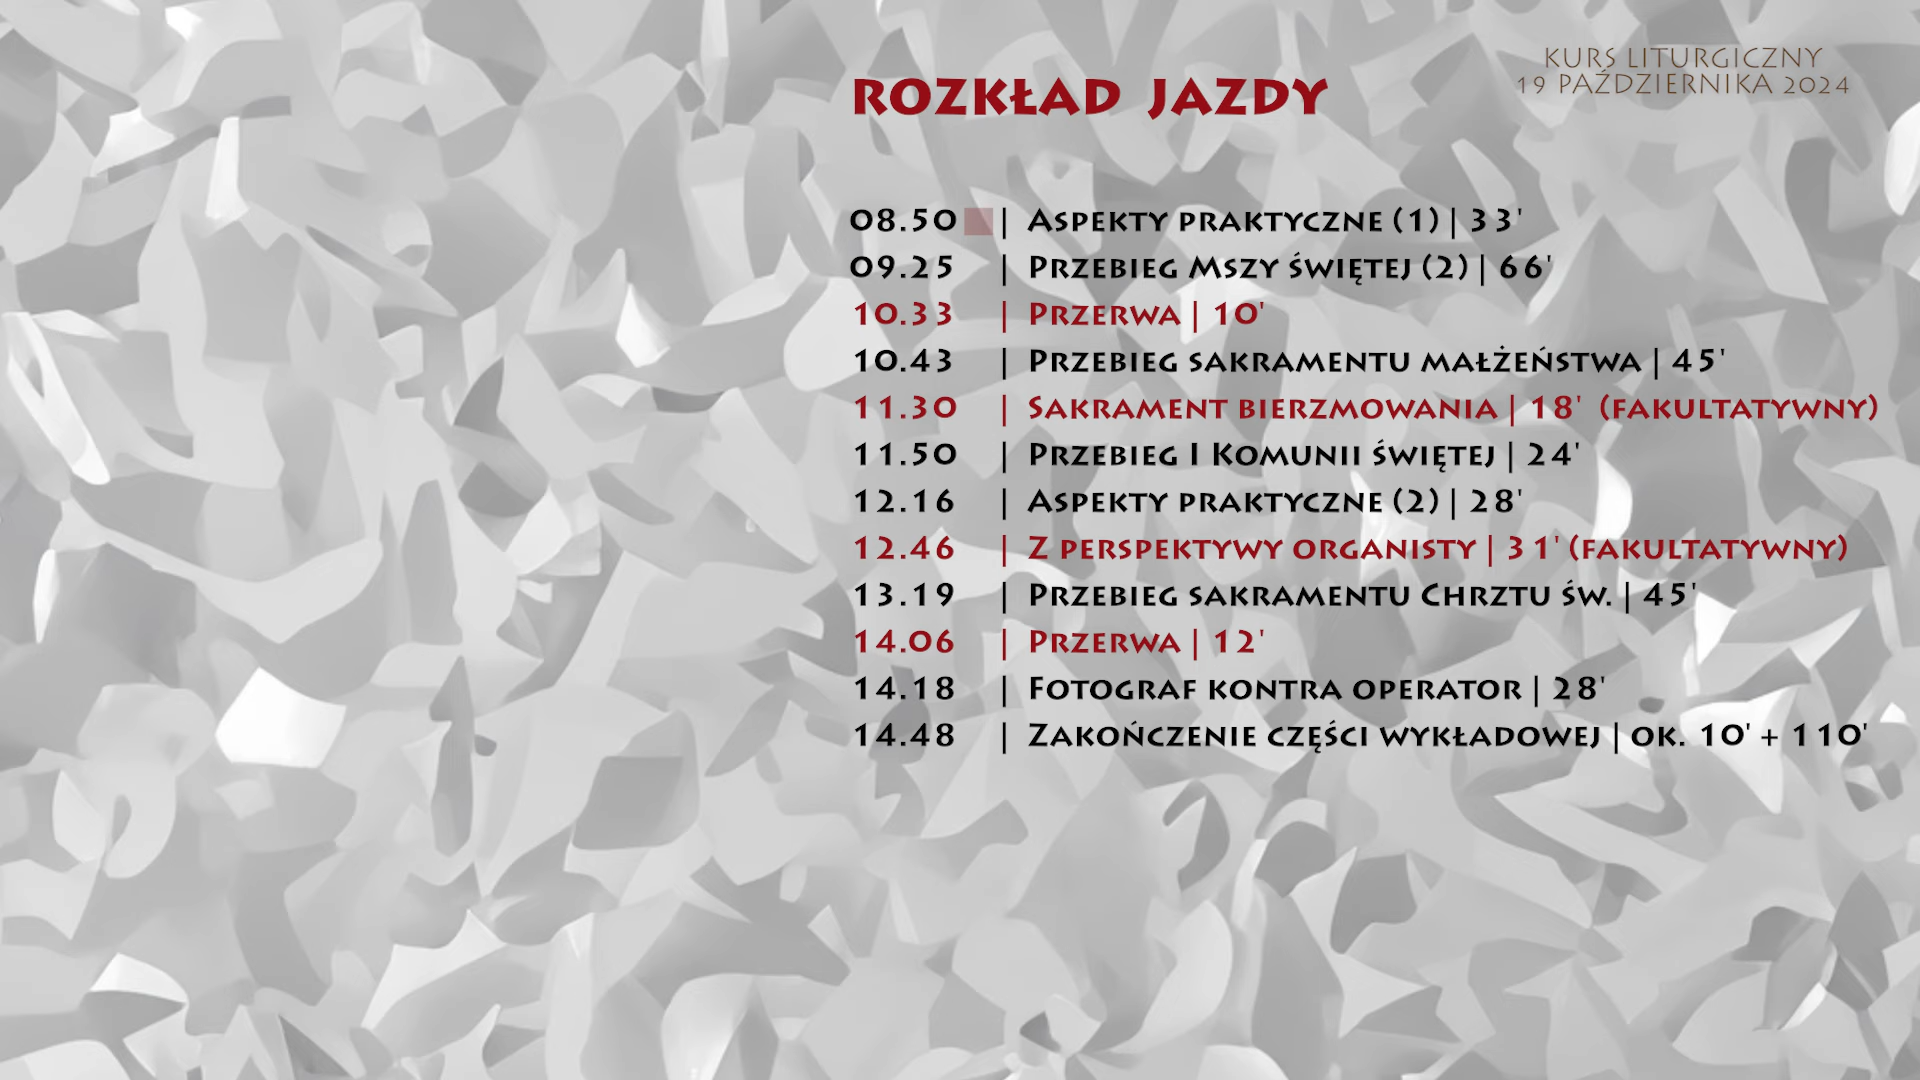 KURS LITURGICZNY
19 PAŹDZIERNIKA 2024
ROZKŁAD JAZDY
08.50 | Aspekty praktyczne (1) | 33'
09.25 | Przebieg Mszy świętej (2) | 66'
10.33 | Przerwa | 10'
10.43 | Przebieg sakramentu małżeństwa | 45'
11.30 | Sakrament bierzmowania | 18' (fakultatywny)
11.50 | Przebieg I Komunii świętej | 24'
12.16 | Aspekty praktyczne (2) | 28'
12.46 | Z perspektywy organisty | 31' (fakultatywny)
13.19 | Przebieg sakramentu Chrztu św. | 45'
14.06 | Przerwa | 12'
14.18 | Fotograf kontra operator | 28'
14.48 | Zakończenie części wykładowej | ok. 10' + 110'